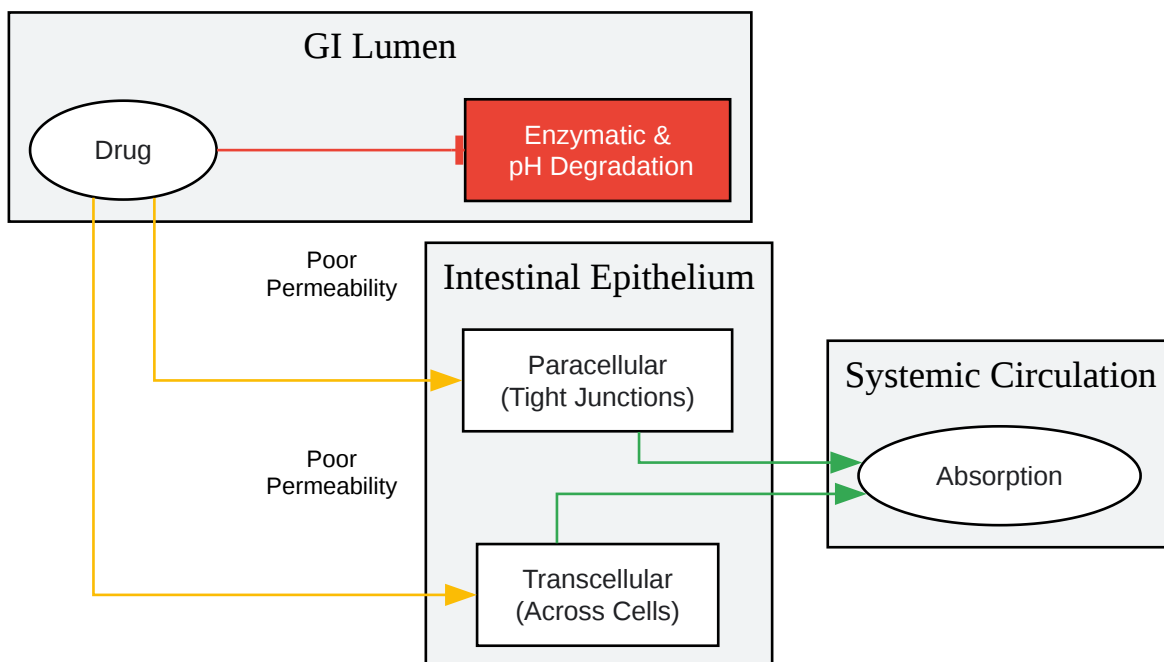 GI Lumen
Drug
Enzymatic &
pH Degradation
Poor
Permeability
Intestinal Epithelium
Paracellular
(Tight Junctions)
Systemic Circulation
Absorption
Poor
Permeability
Transcellular
(Across Cells)